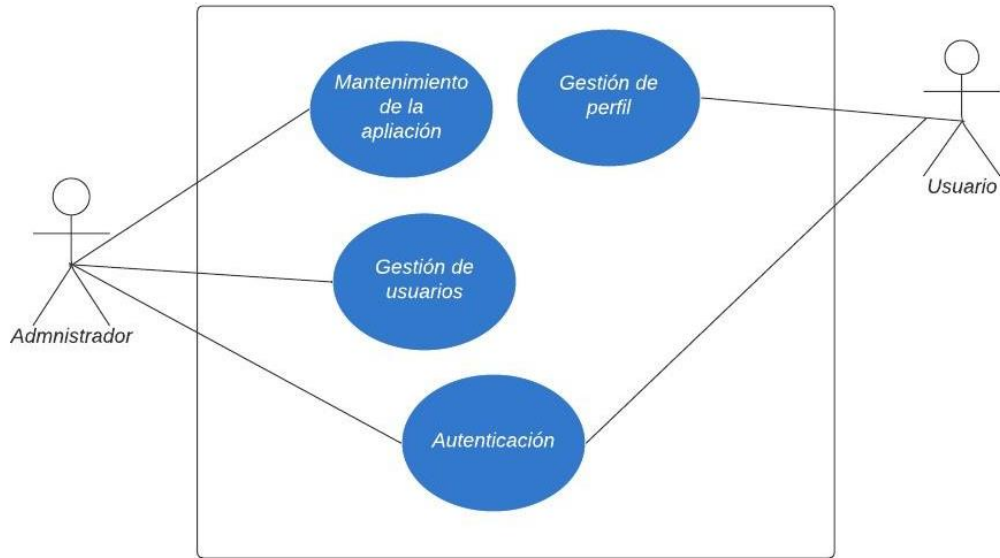 Mantenimiento
de la
apliación
Gestión de
perfil
Usuario
Gestión de
usuarios
Admnistrador
Autenticación